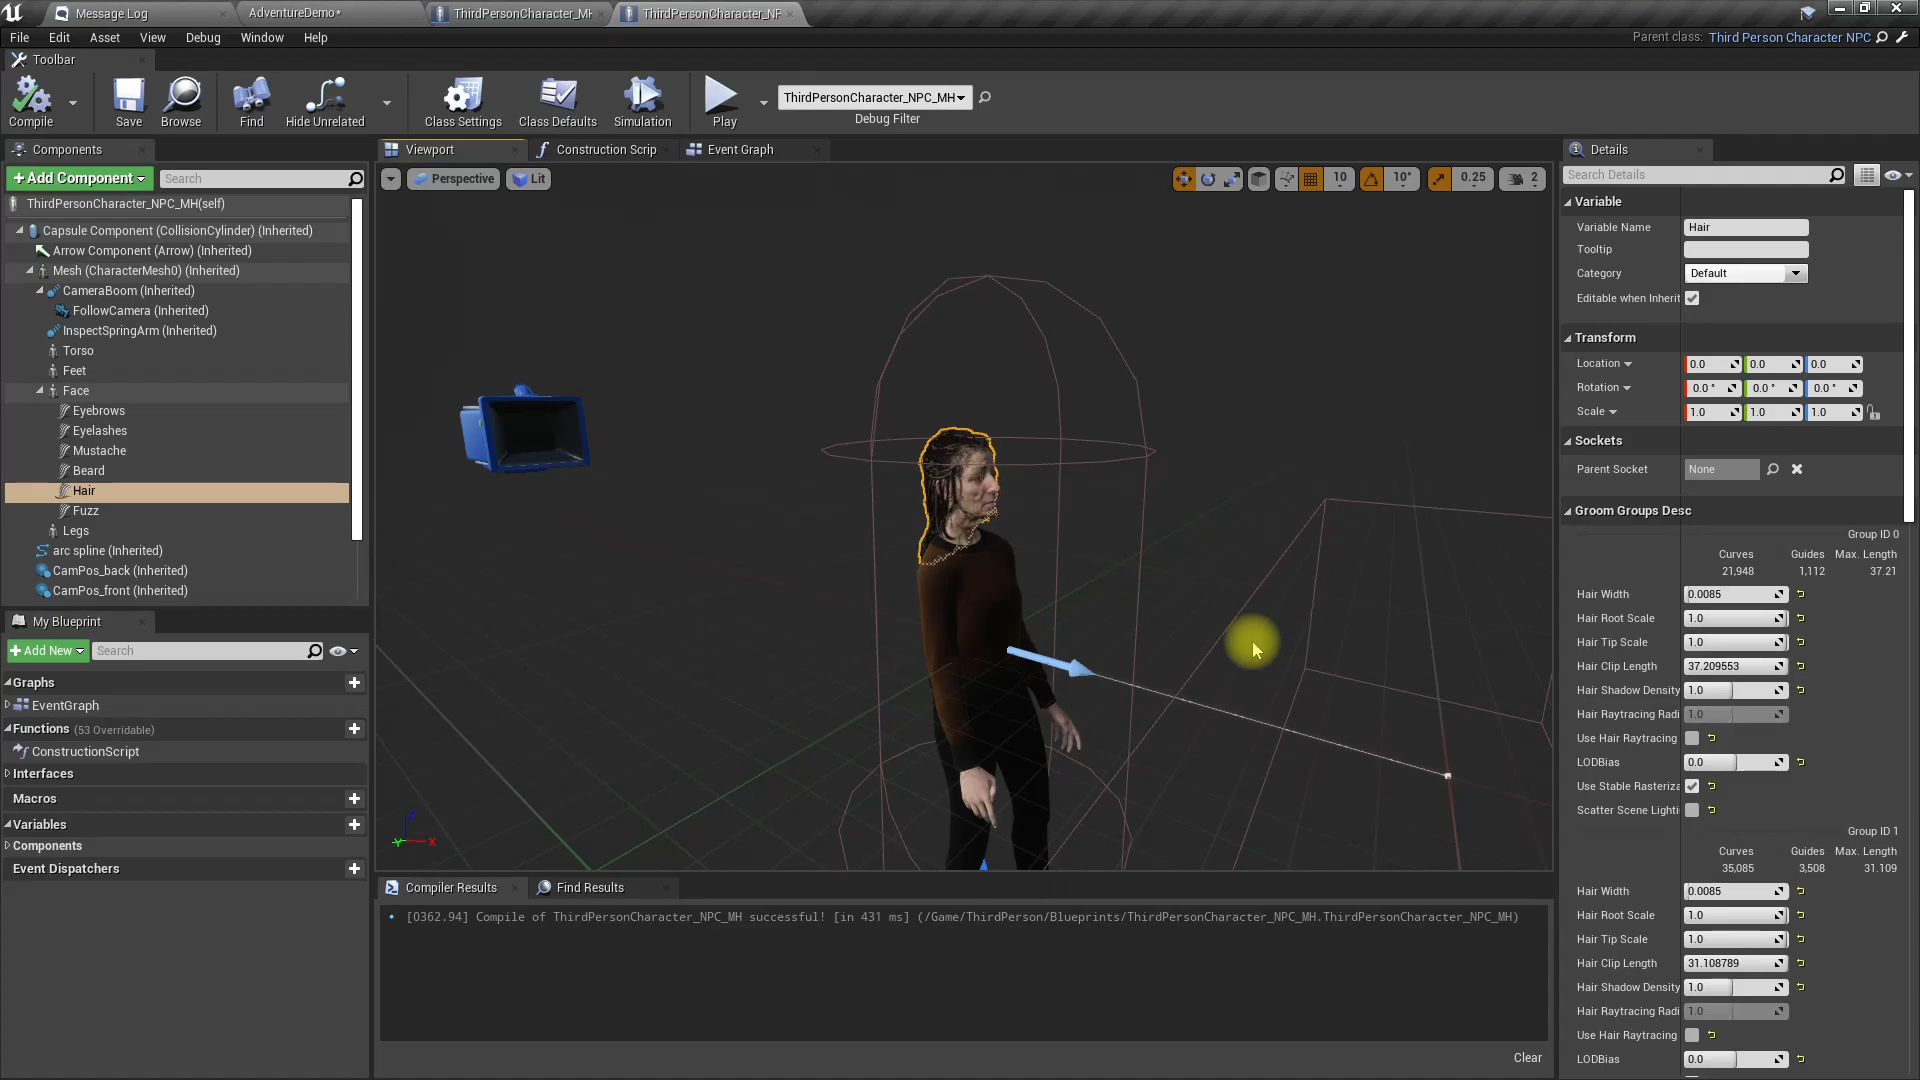 Message Log
AdventureDemo*
ThirdPersonCharacter_MH
ThirdPersonCharacter_NP
File
Edit
Asset
View
Debug
Window
Help
Parent class:
Third Person Character NPC
Toolbar
Compile
Save
Browse
Find
Hide Unrelated
Class Settings
Class Defaults
Simulation
Play
ThirdPersonCharacter_NPC_MH
Debug Filter
Components
+ Add Component
Search
ThirdPersonCharacter_NPC_MH(self)
Capsule Component (CollisionCylinder) (Inherited)
Arrow Component (Arrow) (Inherited)
Mesh (CharacterMesh0) (Inherited)
CameraBoom (Inherited)
FollowCamera (Inherited)
InspectSpringArm (Inherited)
Torso
Feet
Face
Eyebrows
Eyelashes
Mustache
Beard
Hair
Fuzz
Legs
arc spline (Inherited)
CamPos_back (Inherited)
CamPos_front (Inherited)
My Blueprint
+ Add New
Search
Graphs
EventGraph
Functions (53 Overridable)
ConstructionScript
Interfaces
Macros
Variables
Components
Event Dispatchers
Viewport
Construction Scrip
Event Graph
Perspective
Lit
10
10°
0.25
2
Z
X
Y
Compiler Results
Find Results
[0362.94] Compile of ThirdPersonCharacter_NPC_MH successful! [in 431 ms] (/Game/ThirdPerson/Blueprints/ThirdPersonCharacter_NPC_MH.ThirdPersonCharacter_NPC_MH)
Clear
Details
Search Details
Variable
Variable Name
Hair
Tooltip
Category
Default
Editable when Inherit
Transform
Location
0.0
0.0
0.0
Rotation
0.0 °
0.0 °
0.0 °
Scale
1.0
1.0
1.0
Sockets
Parent Socket
None
Groom Groups Desc
Group ID 0
Curves
Guides
Max. Length
21,948
1,112
37.21
Hair Width
0.0085
Hair Root Scale
1.0
Hair Tip Scale
1.0
Hair Clip Length
37.209553
Hair Shadow Density
1.0
Hair Raytracing Radi
1.0
Use Hair Raytracing
LODBias
0.0
Use Stable Rasteriza
Scatter Scene Lighti
Group ID 1
Curves
Guides
Max. Length
35,085
3,508
31.109
Hair Width
0.0085
Hair Root Scale
1.0
Hair Tip Scale
1.0
Hair Clip Length
31.108789
Hair Shadow Density
1.0
Hair Raytracing Radi
1.0
Use Hair Raytracing
LODBias
0.0